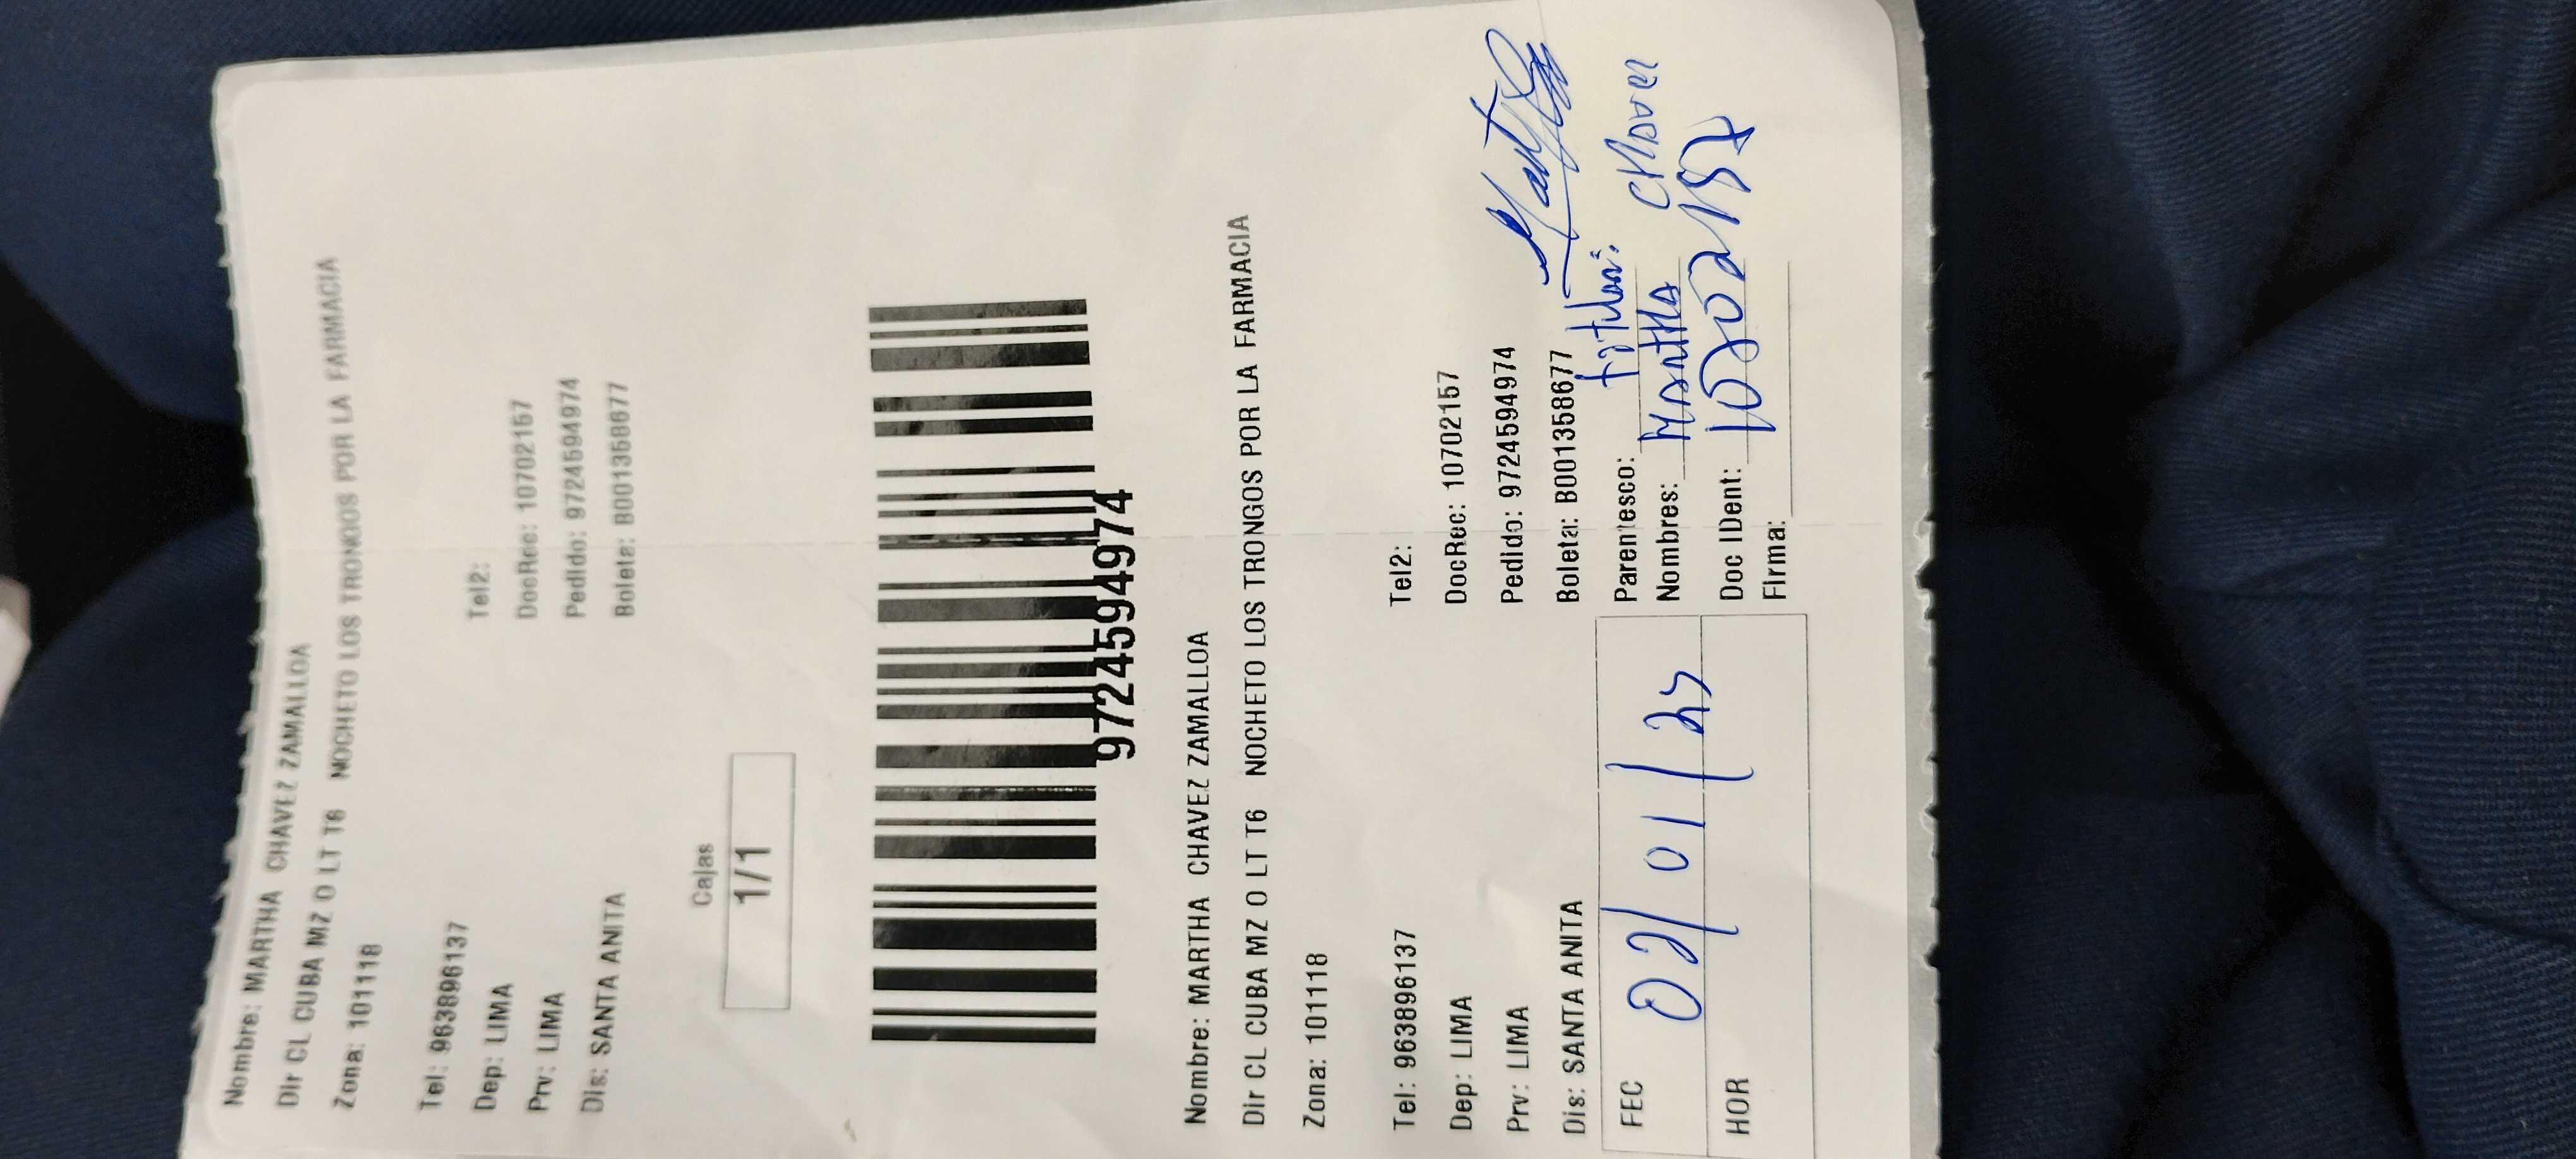 Nombre: MARTHA CHAVEZ ZAMALLOA
Dir CL CUBA MZ O LT T6 NOCHETO LOS TRONGOS POR LA FARMACIA
Zona: 101118
Tel: 963896137 Tel2:
Dep: LIMA DocRec: 10702157
Prv: LIMA Pedido: 9724594974
Dis: SANTA ANITA Boleta: B001358677
Cajas
1/1
9724594974
Nombre: MARTHA CHAVEZ ZAMALLOA
Dir CL CUBA MZ O LT T6 NOCHETO LOS TRONGOS POR LA FARMACIA
Zona: 101118
Tel: 963896137 Tel2:
Dep: LIMA DocRec: 10702157
Prv: LIMA Pedido: 9724594974
Dis: SANTA ANITA Boleta: B001358677
FEC 02/01/25 Parentesco: titular
Nombres: MARTHA CHAVEZ
HOR Doc IDent: 10702157
Firma: